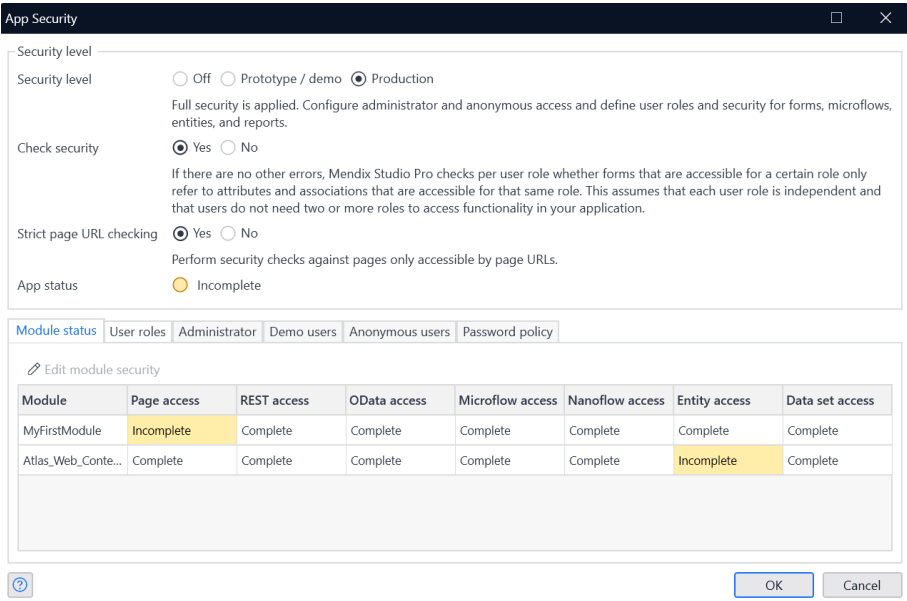 App Security
Security level
Security level Off Prototype / demo Production
Full security is applied. Configure administrator and anonymous access and define user roles and security for forms, microflows,
entities, and reports.
Check security Yes No
If there are no other errors, Mendix Studio Pro checks per user role whether forms that are accessible for a certain role only
refer to attributes and associations that are accessible for that same role. This assumes that each user role is independent and
that users do not need two or more roles to access functionality in your application.
Strict page URL checking Yes No
Perform security checks against pages only accessible by page URLs.
App status Incomplete
Module status User roles Administrator Demo users Anonymous users Password policy
Edit module security
Module Page access REST access OData access Microflow access Nanoflow access Entity access Data set access
MyFirstModule Incomplete Complete Complete Complete Complete Complete Complete
Atlas_Web_Conte... Complete Complete Complete Complete Complete Incomplete Complete
? OK Cancel